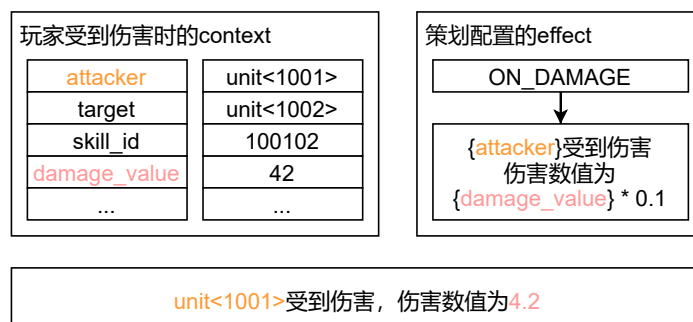 玩家受到伤害时的context
attacker unit<1001>
target unit<1002>
skill_id 100102
damage_value 42
... ...
策划配置的effect
ON_DAMAGE
{attacker}受到伤害
伤害数值为
{damage_value} * 0.1
unit<1001>受到伤害，伤害数值为4.2